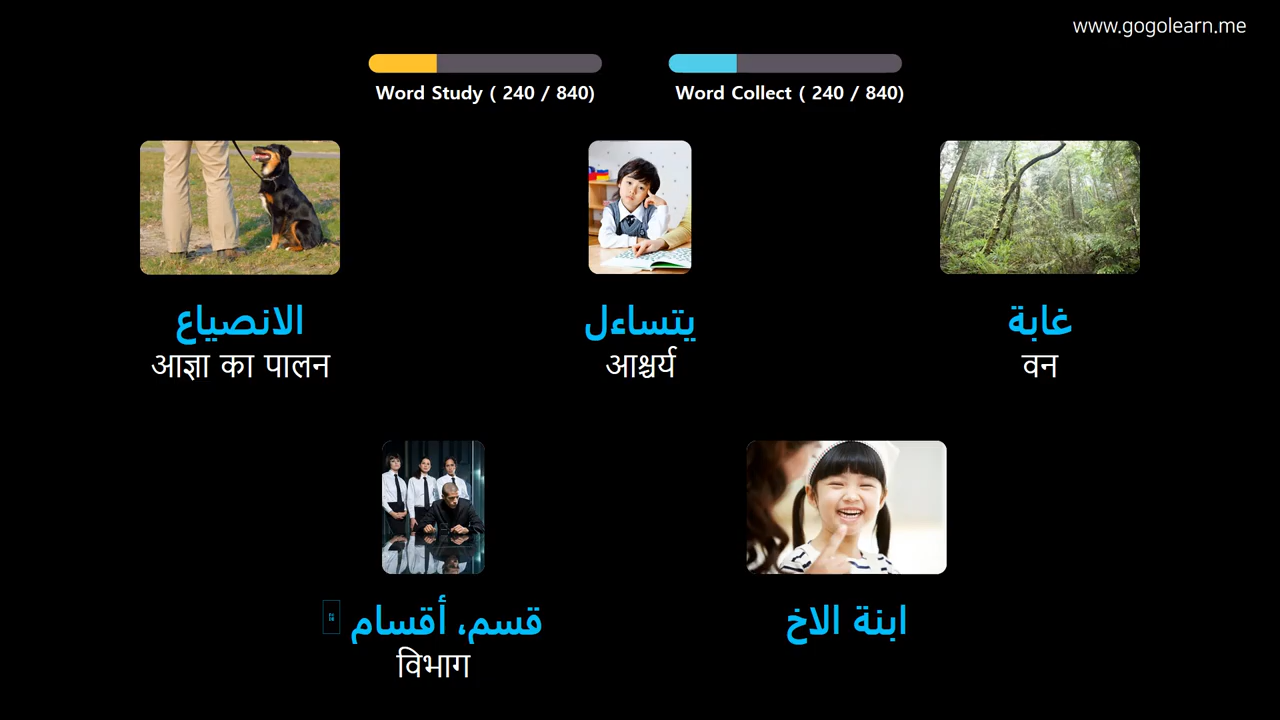 www.gogolearn.me
Word Study ( 240 / 840)
Word Collect ( 240 / 840)
الانصياع
आज्ञा का पालन
يتساءل
आश्चर्य
غابة
वन
قسم، أقسام
विभाग
ابنة الاخ